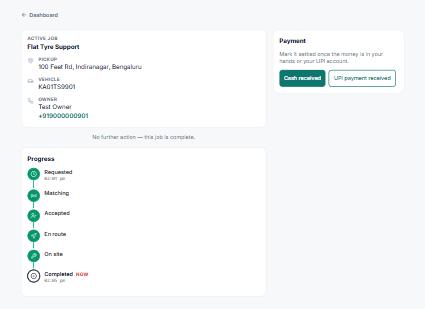 ← Dashboard
ACTIVE JOB
Flat Tyre Support
PICKUP
100 Feet Rd, Indiranagar, Bengaluru
VEHICLE
KA01TS9901
OWNER
Test Owner
+919000009901
No further action — this job is complete.
Progress
Requested
Matching
Accepted
En route
On site
Completed NOW
Payment
Mark it settled once the money is in your
hands or your UPI account.
Cash received
UPI payment received